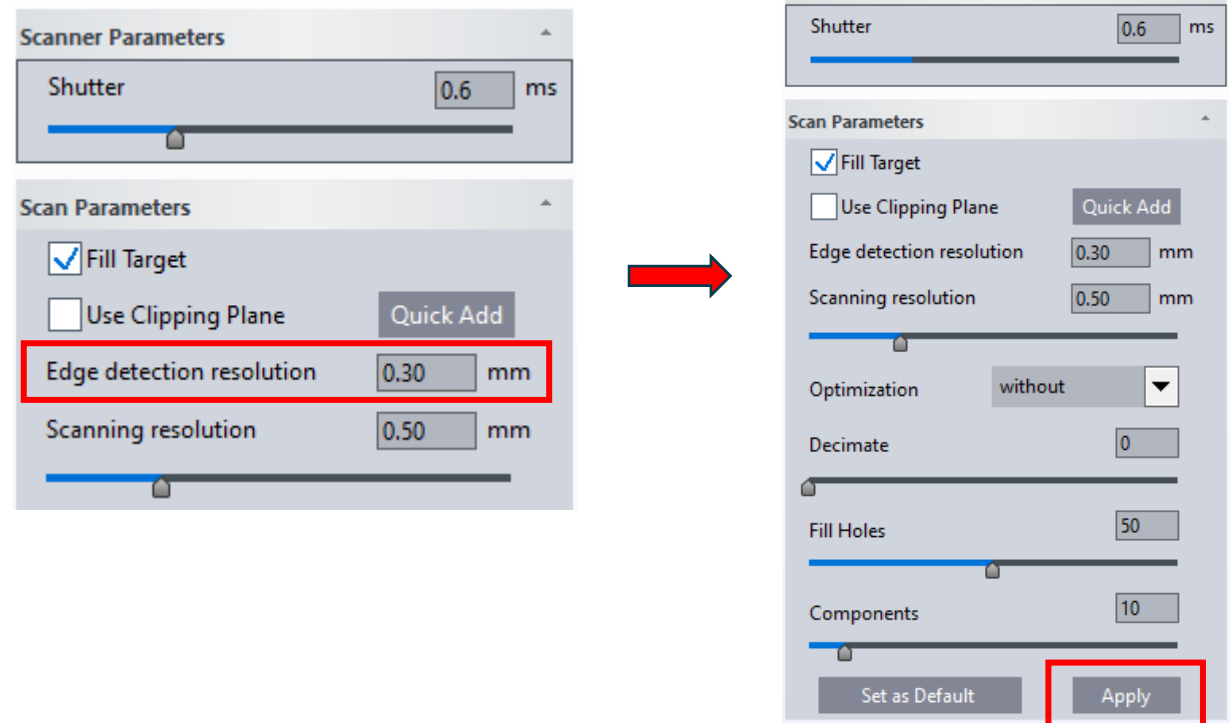 Scanner Parameters
Shutter 0.6 ms
Scan Parameters
Fill Target
Use Clipping Plane Quick Add
Edge detection resolution 0.30 mm
Scanning resolution 0.50 mm
Shutter 0.6 ms
Scan Parameters
Fill Target
Use Clipping Plane Quick Add
Edge detection resolution 0.30 mm
Scanning resolution 0.50 mm
Optimization without
Decimate 0
Fill Holes 50
Components 10
Set as Default Apply